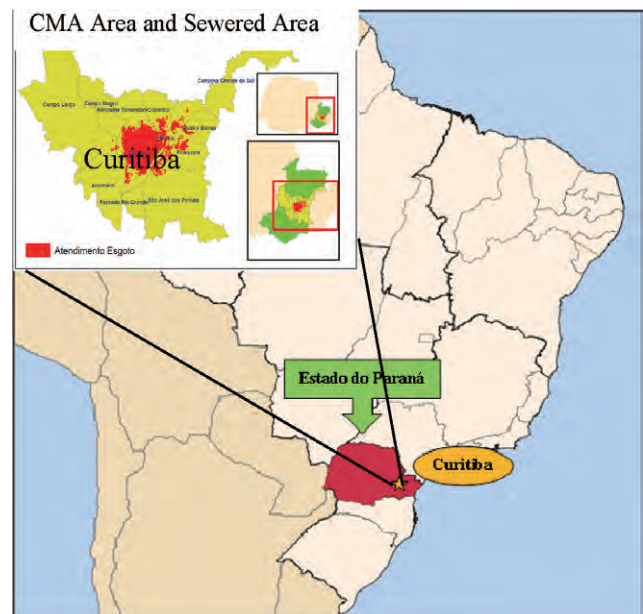 CMA Area and Sewered Area
Campina Grande do Sul
Campo Largo
Campo Magro
Almirante Tamandaré
Colombo
Quatro Barras
Piraquara
Curitiba
Araucária
Fazenda Rio Grande
São José dos Pinhais
Atendimento Esgoto
Estado do Paraná
Curitiba